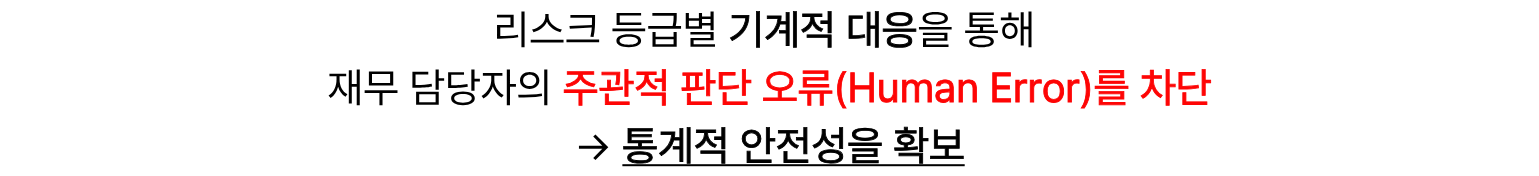 리스크 등급별 기계적 대응을 통해
재무 담당자의 주관적 판단 오류(Human Error)를 차단
→ 통계적 안전성을 확보